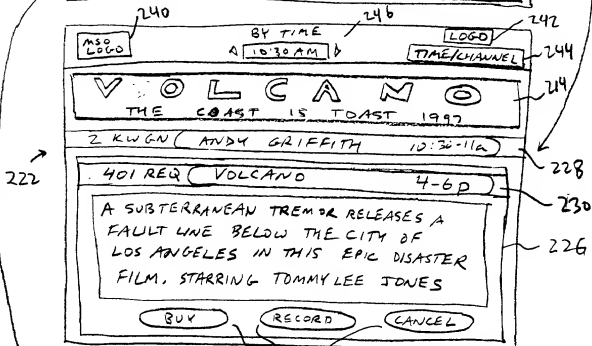 240
BY TIME
246
LOGO
242
MSO LOGO
10:30 AM
TIME/CHANNEL
244
VOLCANO
214
THE COAST IS TOAST 1997
2 KWGN ANDY GRIFFITH 10:30-11a
222
228
401 REQ VOLCANO 4-6p
230
A SUBTERRANEAN TREMOR RELEASES A
FAULT LINE BELOW THE CITY OF
LOS ANGELES IN THIS EPIC DISASTER
FILM. STARRING TOMMY LEE JONES
226
BUY RECORD CANCEL